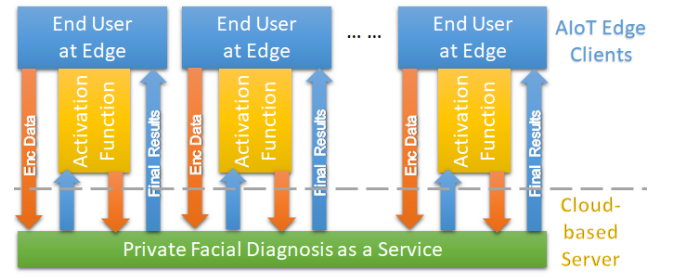 End User
at Edge
End User
at Edge
... ...
End User
at Edge
AIoT Edge
Clients
Enc Data
Activation
Function
Final Results
Enc Data
Activation
Function
Final Results
Enc Data
Activation
Function
Final Results
Cloud-
based
Server
Private Facial Diagnosis as a Service